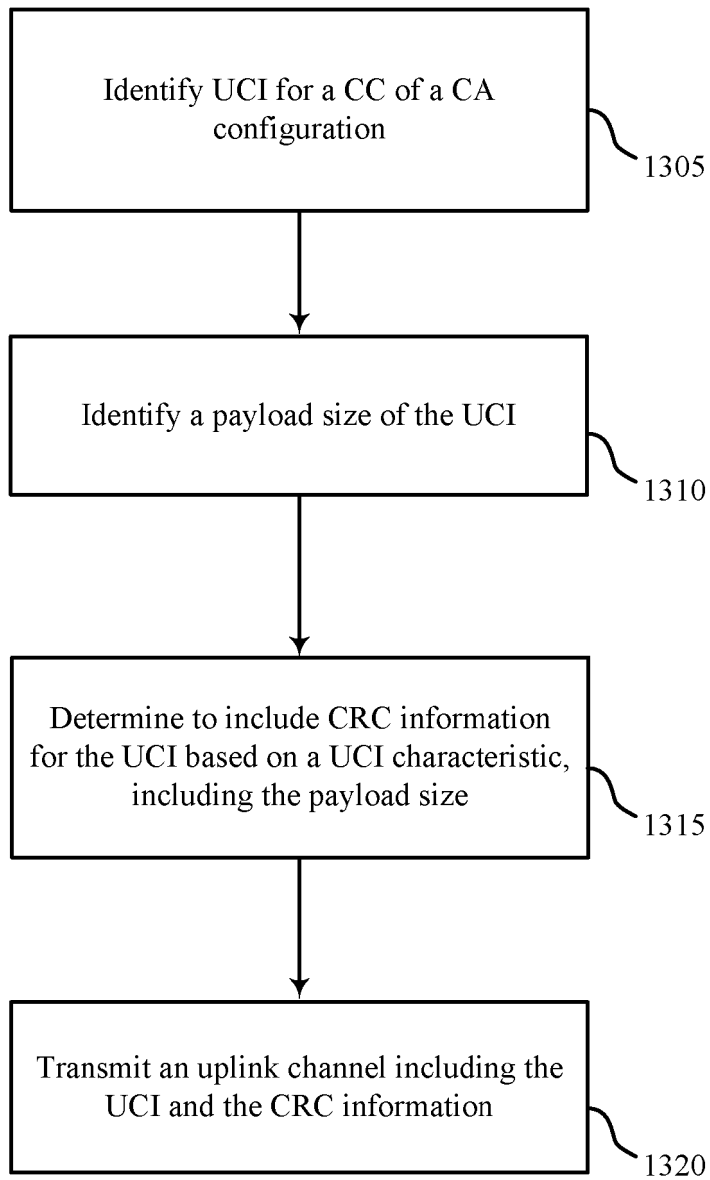 Identify UCI for a CC of a CA
configuration
1305
Identify a payload size of the UCI
1310
Determine to include CRC information
for the UCI based on a UCI characteristic,
including the payload size
1315
Transmit an uplink channel including the
UCI and the CRC information
1320